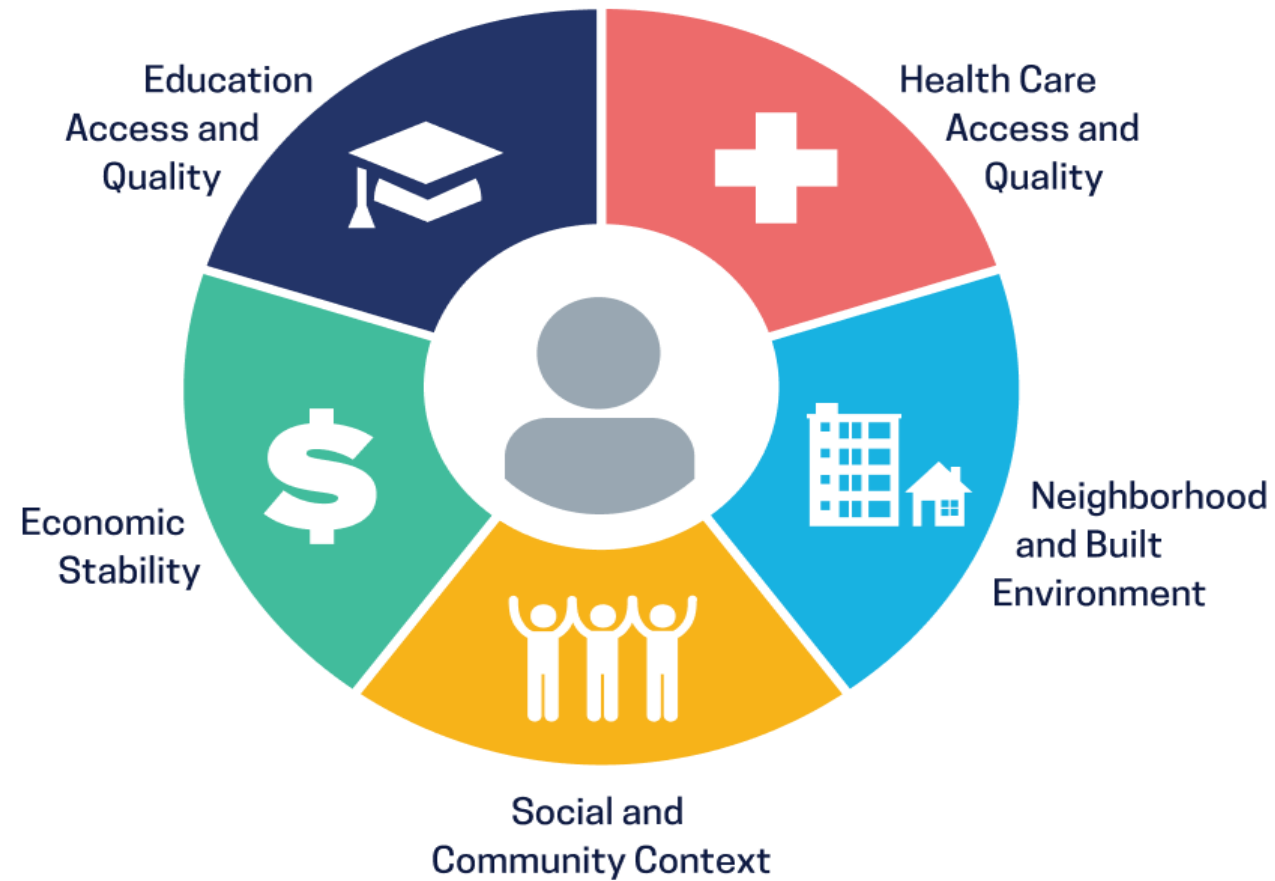 Education
Access and
Quality
Health Care
Access and
Quality
Economic
Stability
Neighborhood
and Built
Environment
Social and
Community Context